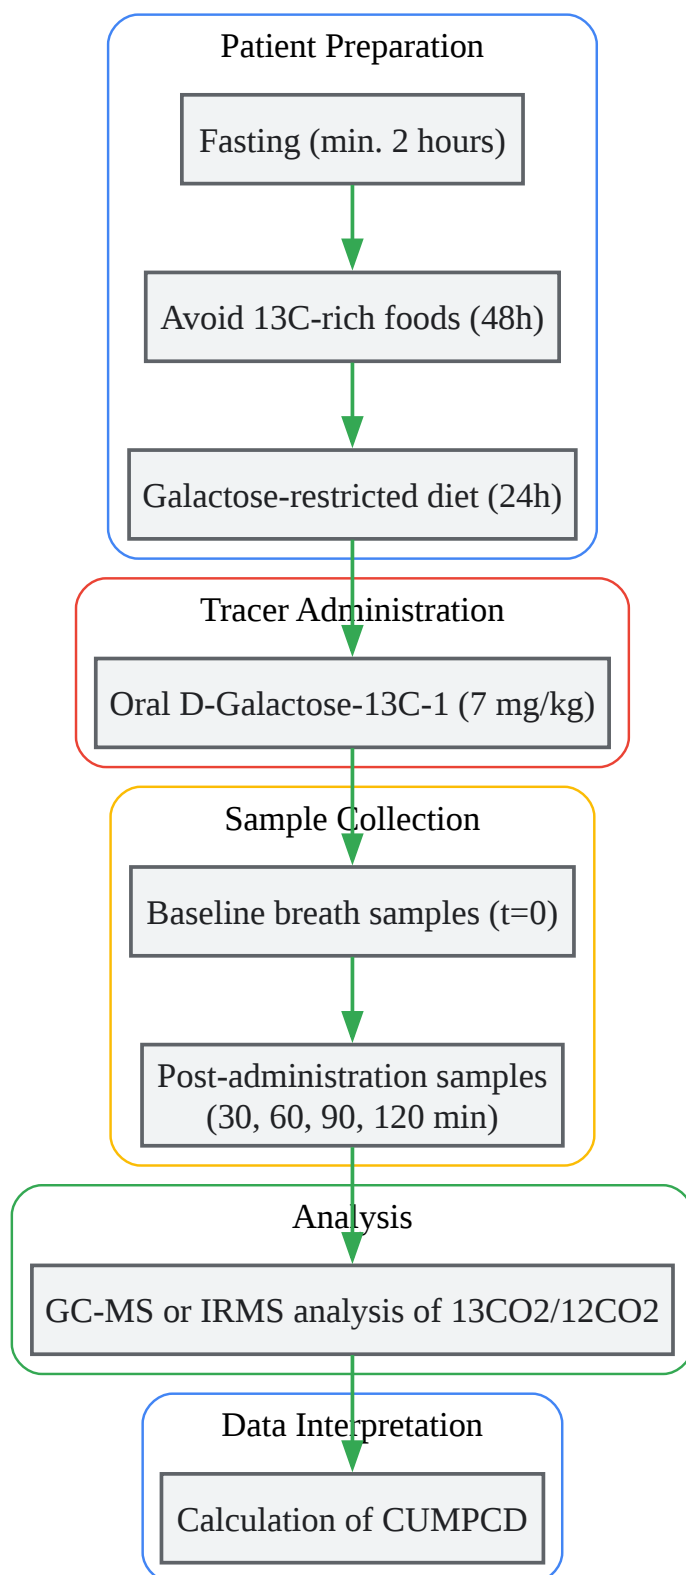 Patient Preparation
Fasting (min. 2 hours)
Avoid 13C-rich foods (48h)
Galactose-restricted diet (24h)
Tracer Administration
Oral D-Galactose-13C-1 (7 mg/kg)
Sample Collection
Baseline breath samples (t=0)
Post-administration samples
(30, 60, 90, 120 min)
Analysis
GC-MS or IRMS analysis of 13CO2/12CO2
Data Interpretation
Calculation of CUMPCD